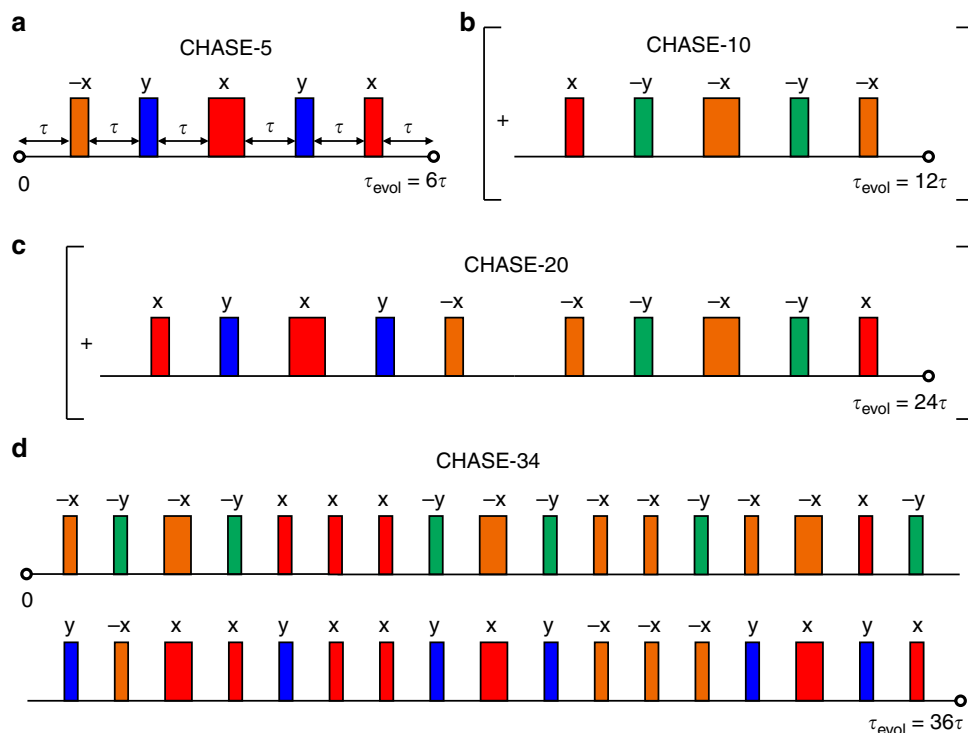 a
CHASE-5
–x y x y x
τ τ τ τ τ τ
0
τevol = 6τ
b
CHASE-10
x –y –x –y –x
+
τevol = 12τ
c
CHASE-20
x y x y –x –x –y –x –y x
+
τevol = 24τ
d
CHASE-34
–x –y –x –y x x x –y –x –y –x –x –y –x –x x –y
0
y –x x x y x x y x y –x –x –x y x y x
τevol = 36τ